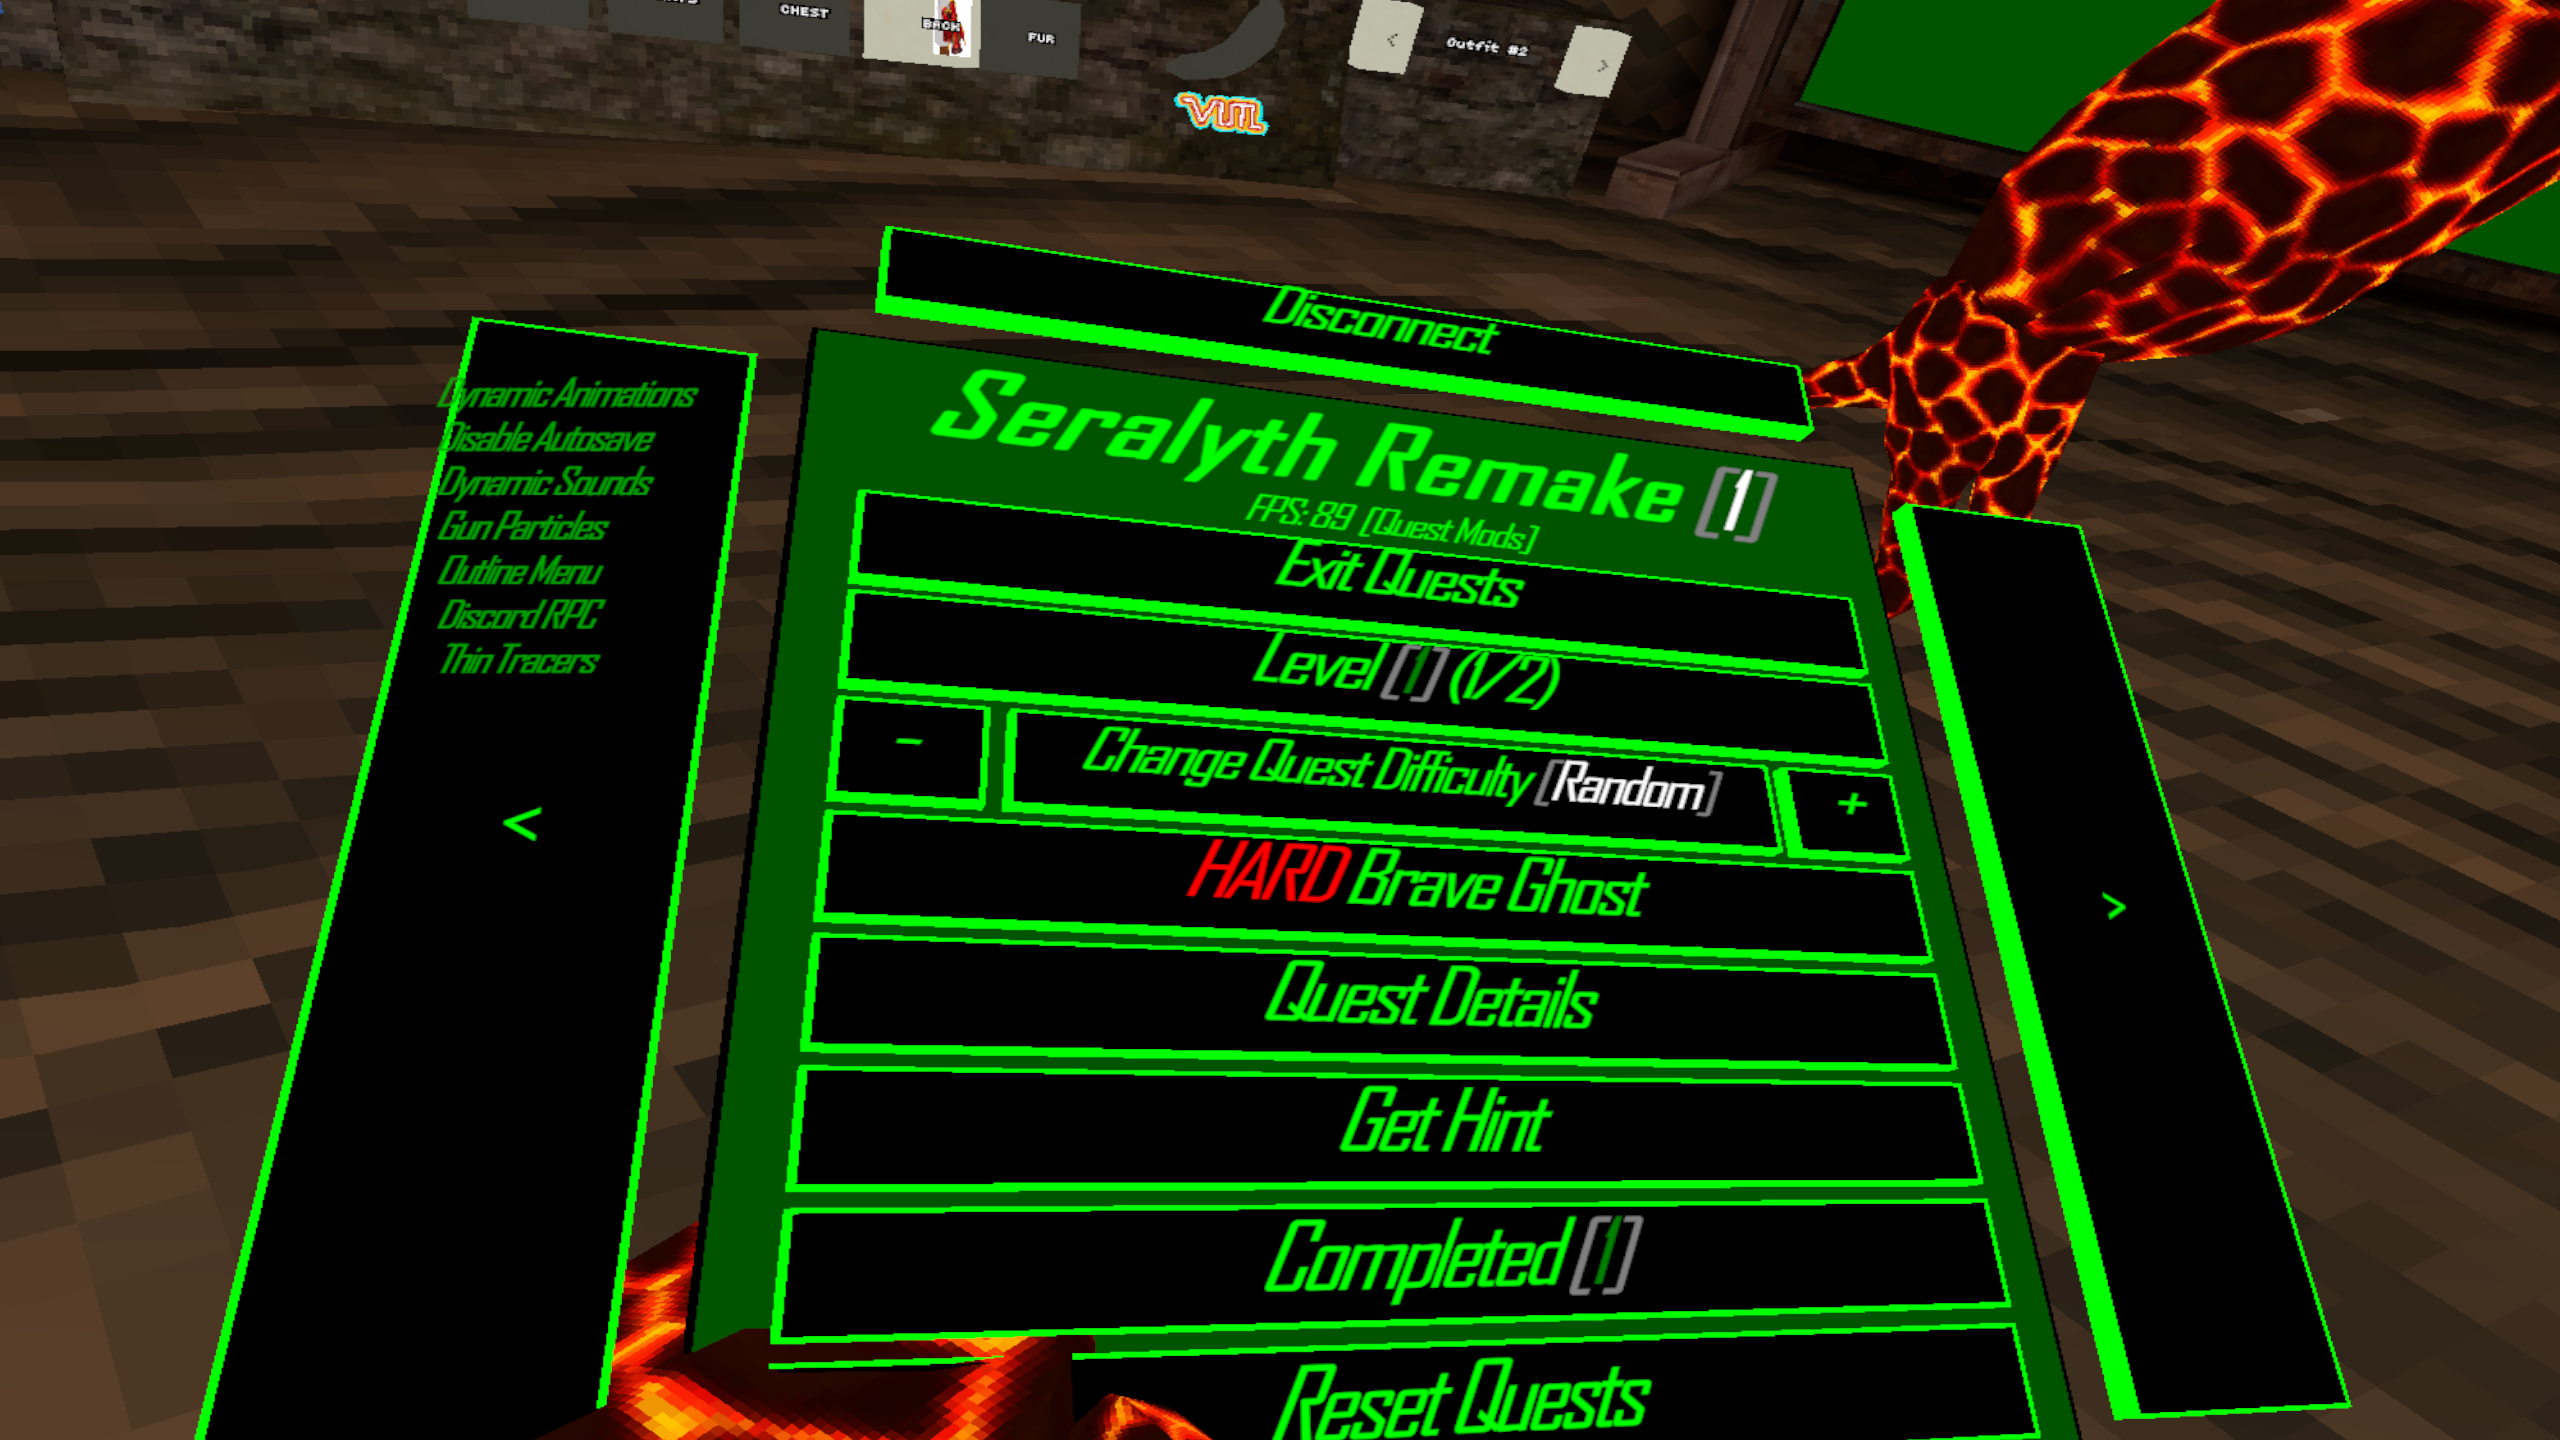 CHEST
FUR
Outfit #2
<
>
VUTL
Disconnect
Seralyth Remake [1]
FPS: 89 [Quest Mods]
Dynamic Animations
Disable Autosave
Dynamic Sounds
Gun Particles
Outline Menu
Discord RPC
Thin Tracers
<
Exit Quests
Level [1] (1/2)
-
Change Quest Difficulty [Random]
+
HARD Brave Ghost
Quest Details
Get Hint
Completed [1]
Reset Quests
>